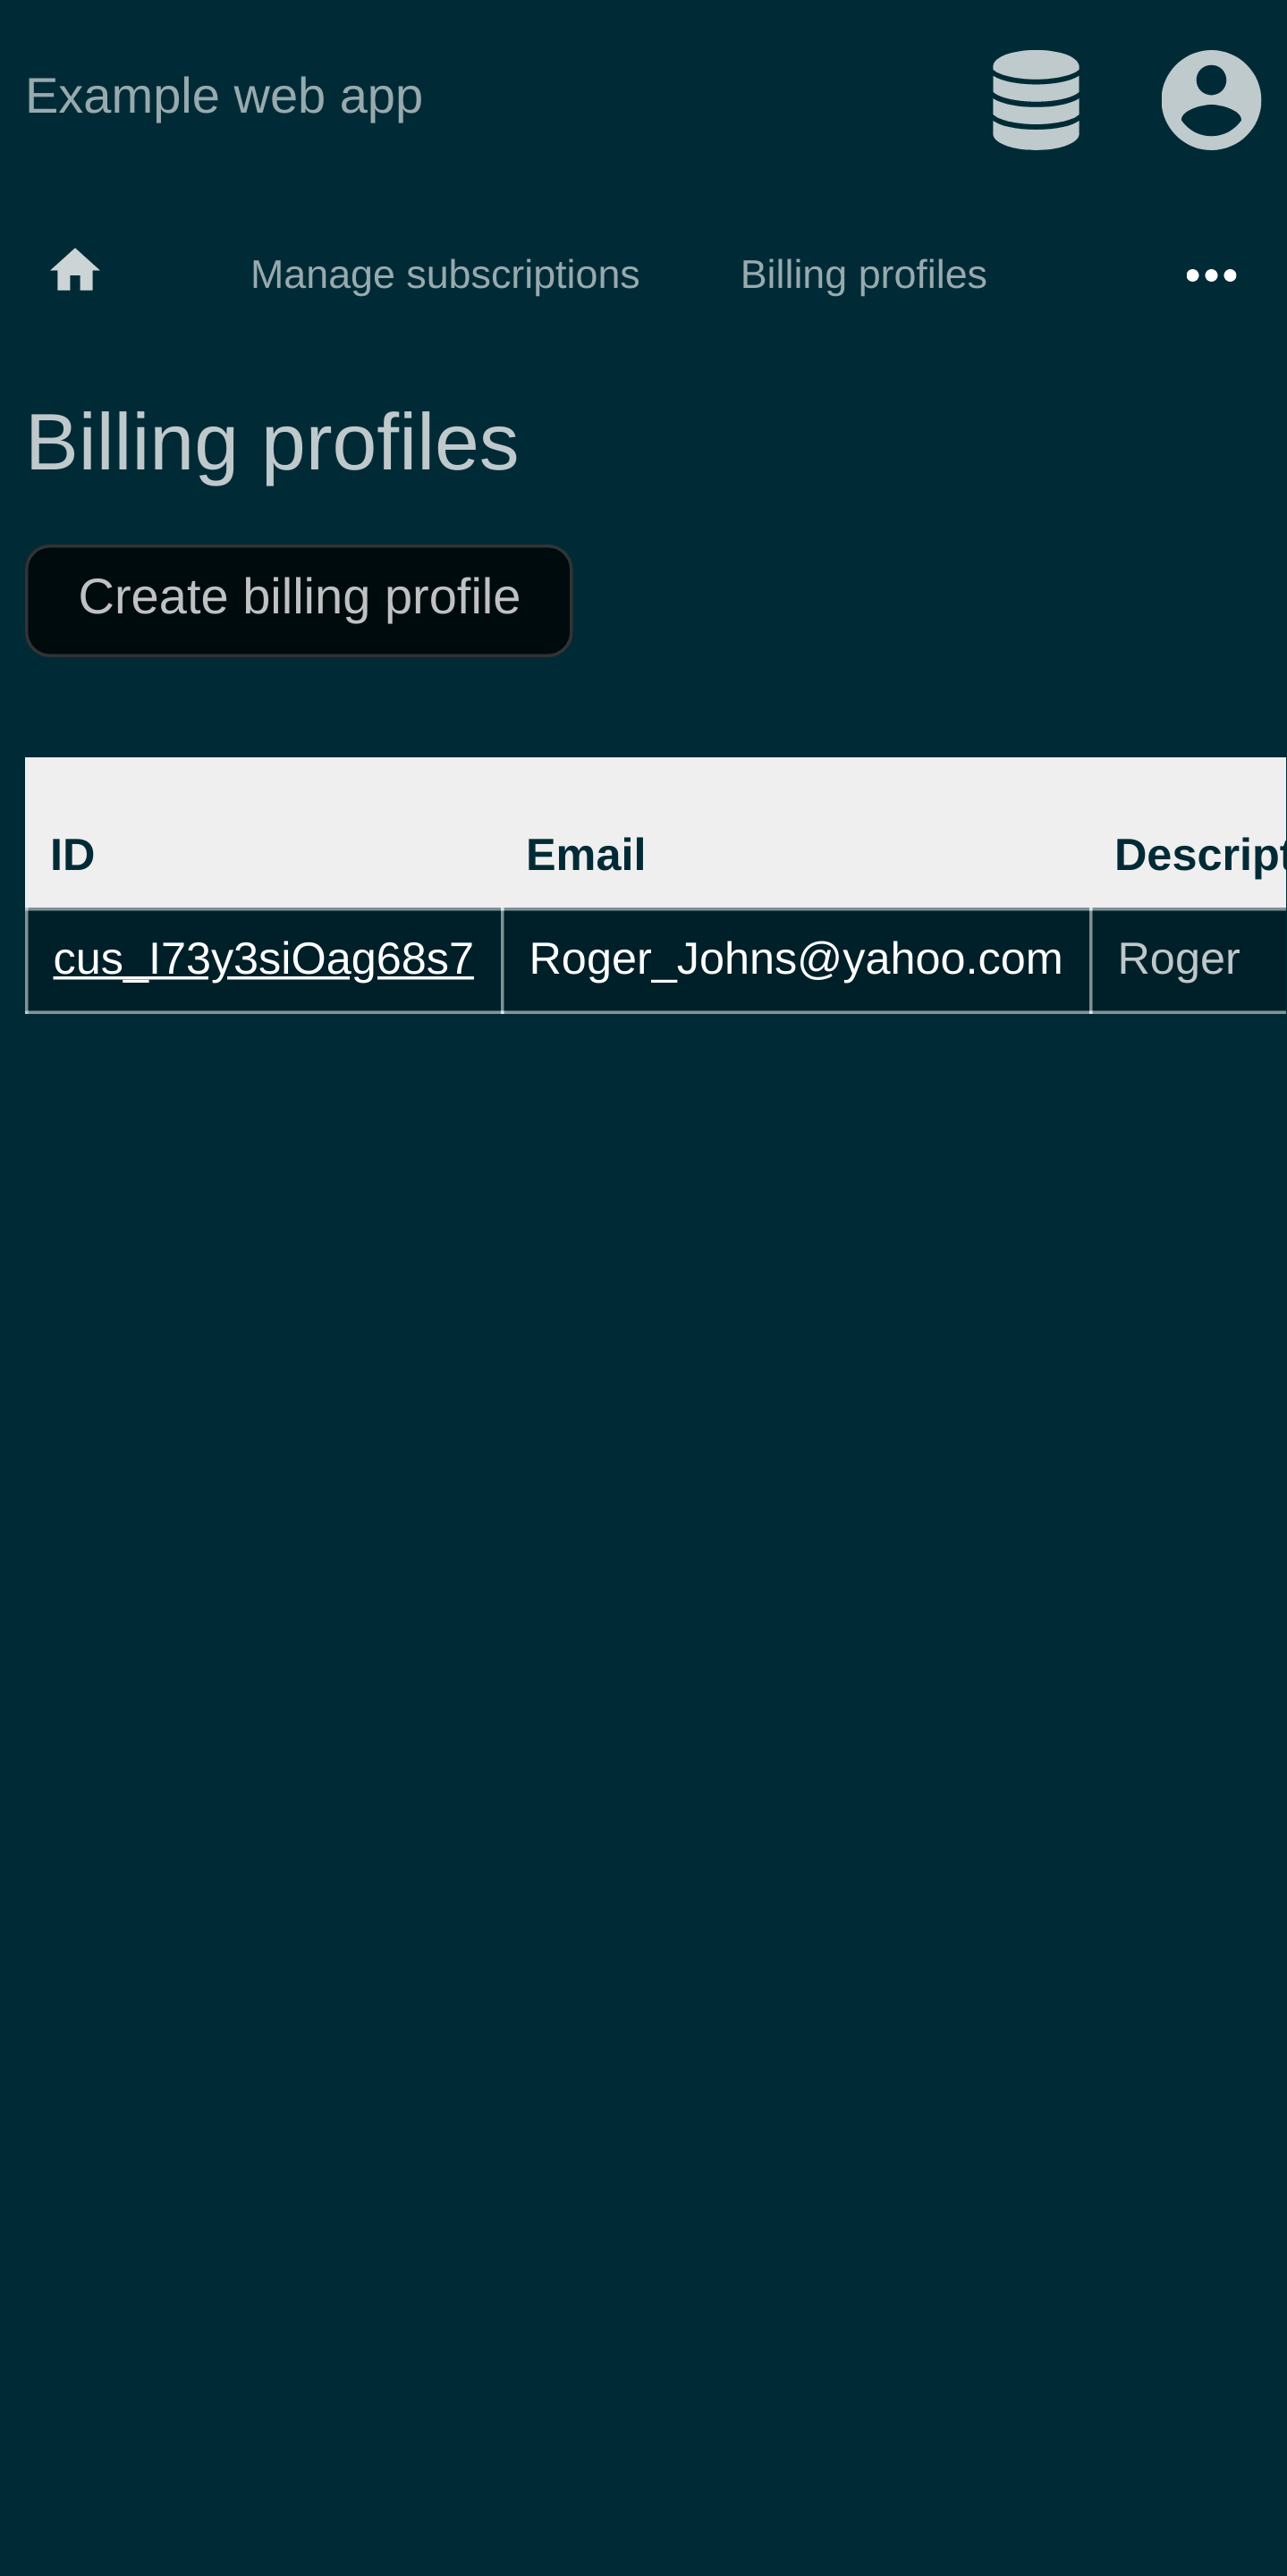 Example web app
Manage subscriptions Billing profiles
Billing profiles
Create billing profile
ID Email Descript
cus_I73y3siOag68s7 Roger_Johns@yahoo.com Roger